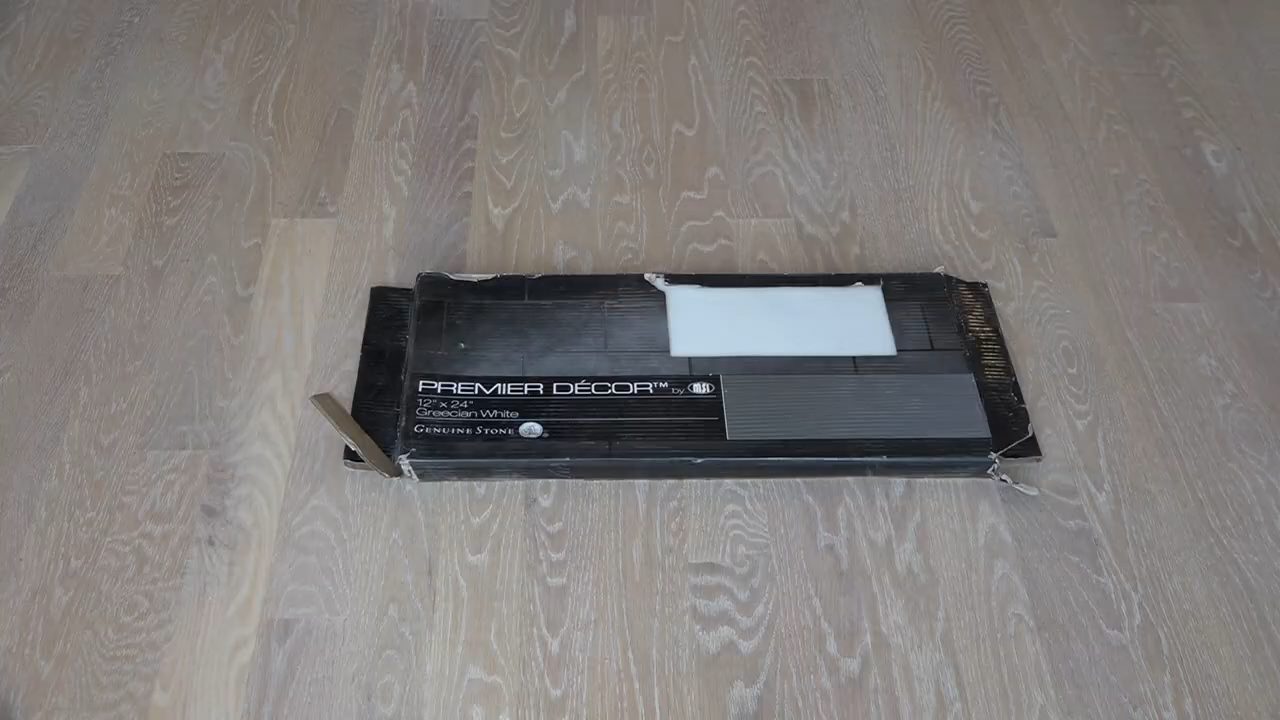 PREMIER DÉCOR™ by MSI
12" x 24"
Greecian White
GENUINE STONE